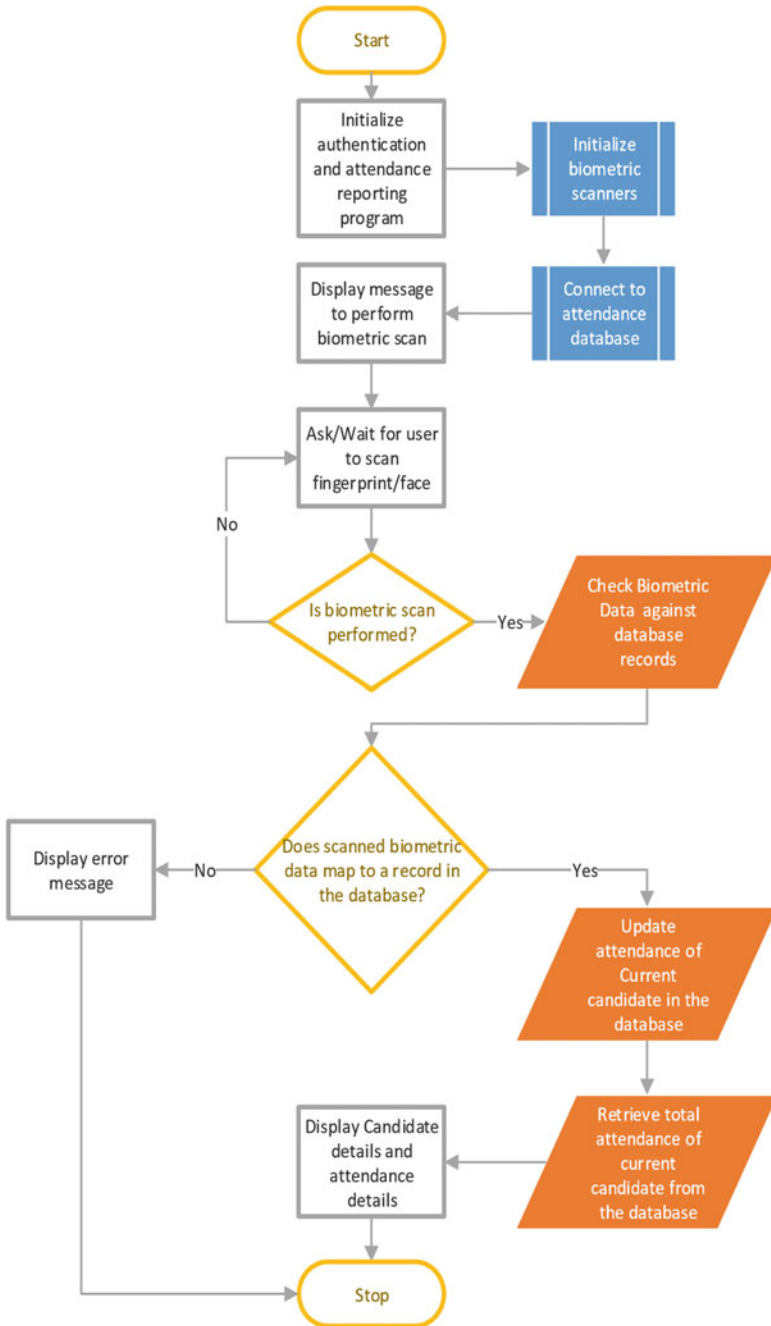 Start
Initialize
authentication
and attendance
reporting
program
Initialize
biometric
scanners
Display message
to perform
biometric scan
Connect to
attendance
database
Ask/Wait for user
to scan
fingerprint/face
No
Is biometric scan
performed?
Yes
Check Biometric
Data against
database
records
Does scanned biometric
data map to a record in
the database?
No
Display error
message
Yes
Update
attendance of
Current
candidate in the
database
Retrieve total
attendance of
current
candidate from
the database
Display Candidate
details and
attendance
details
Stop